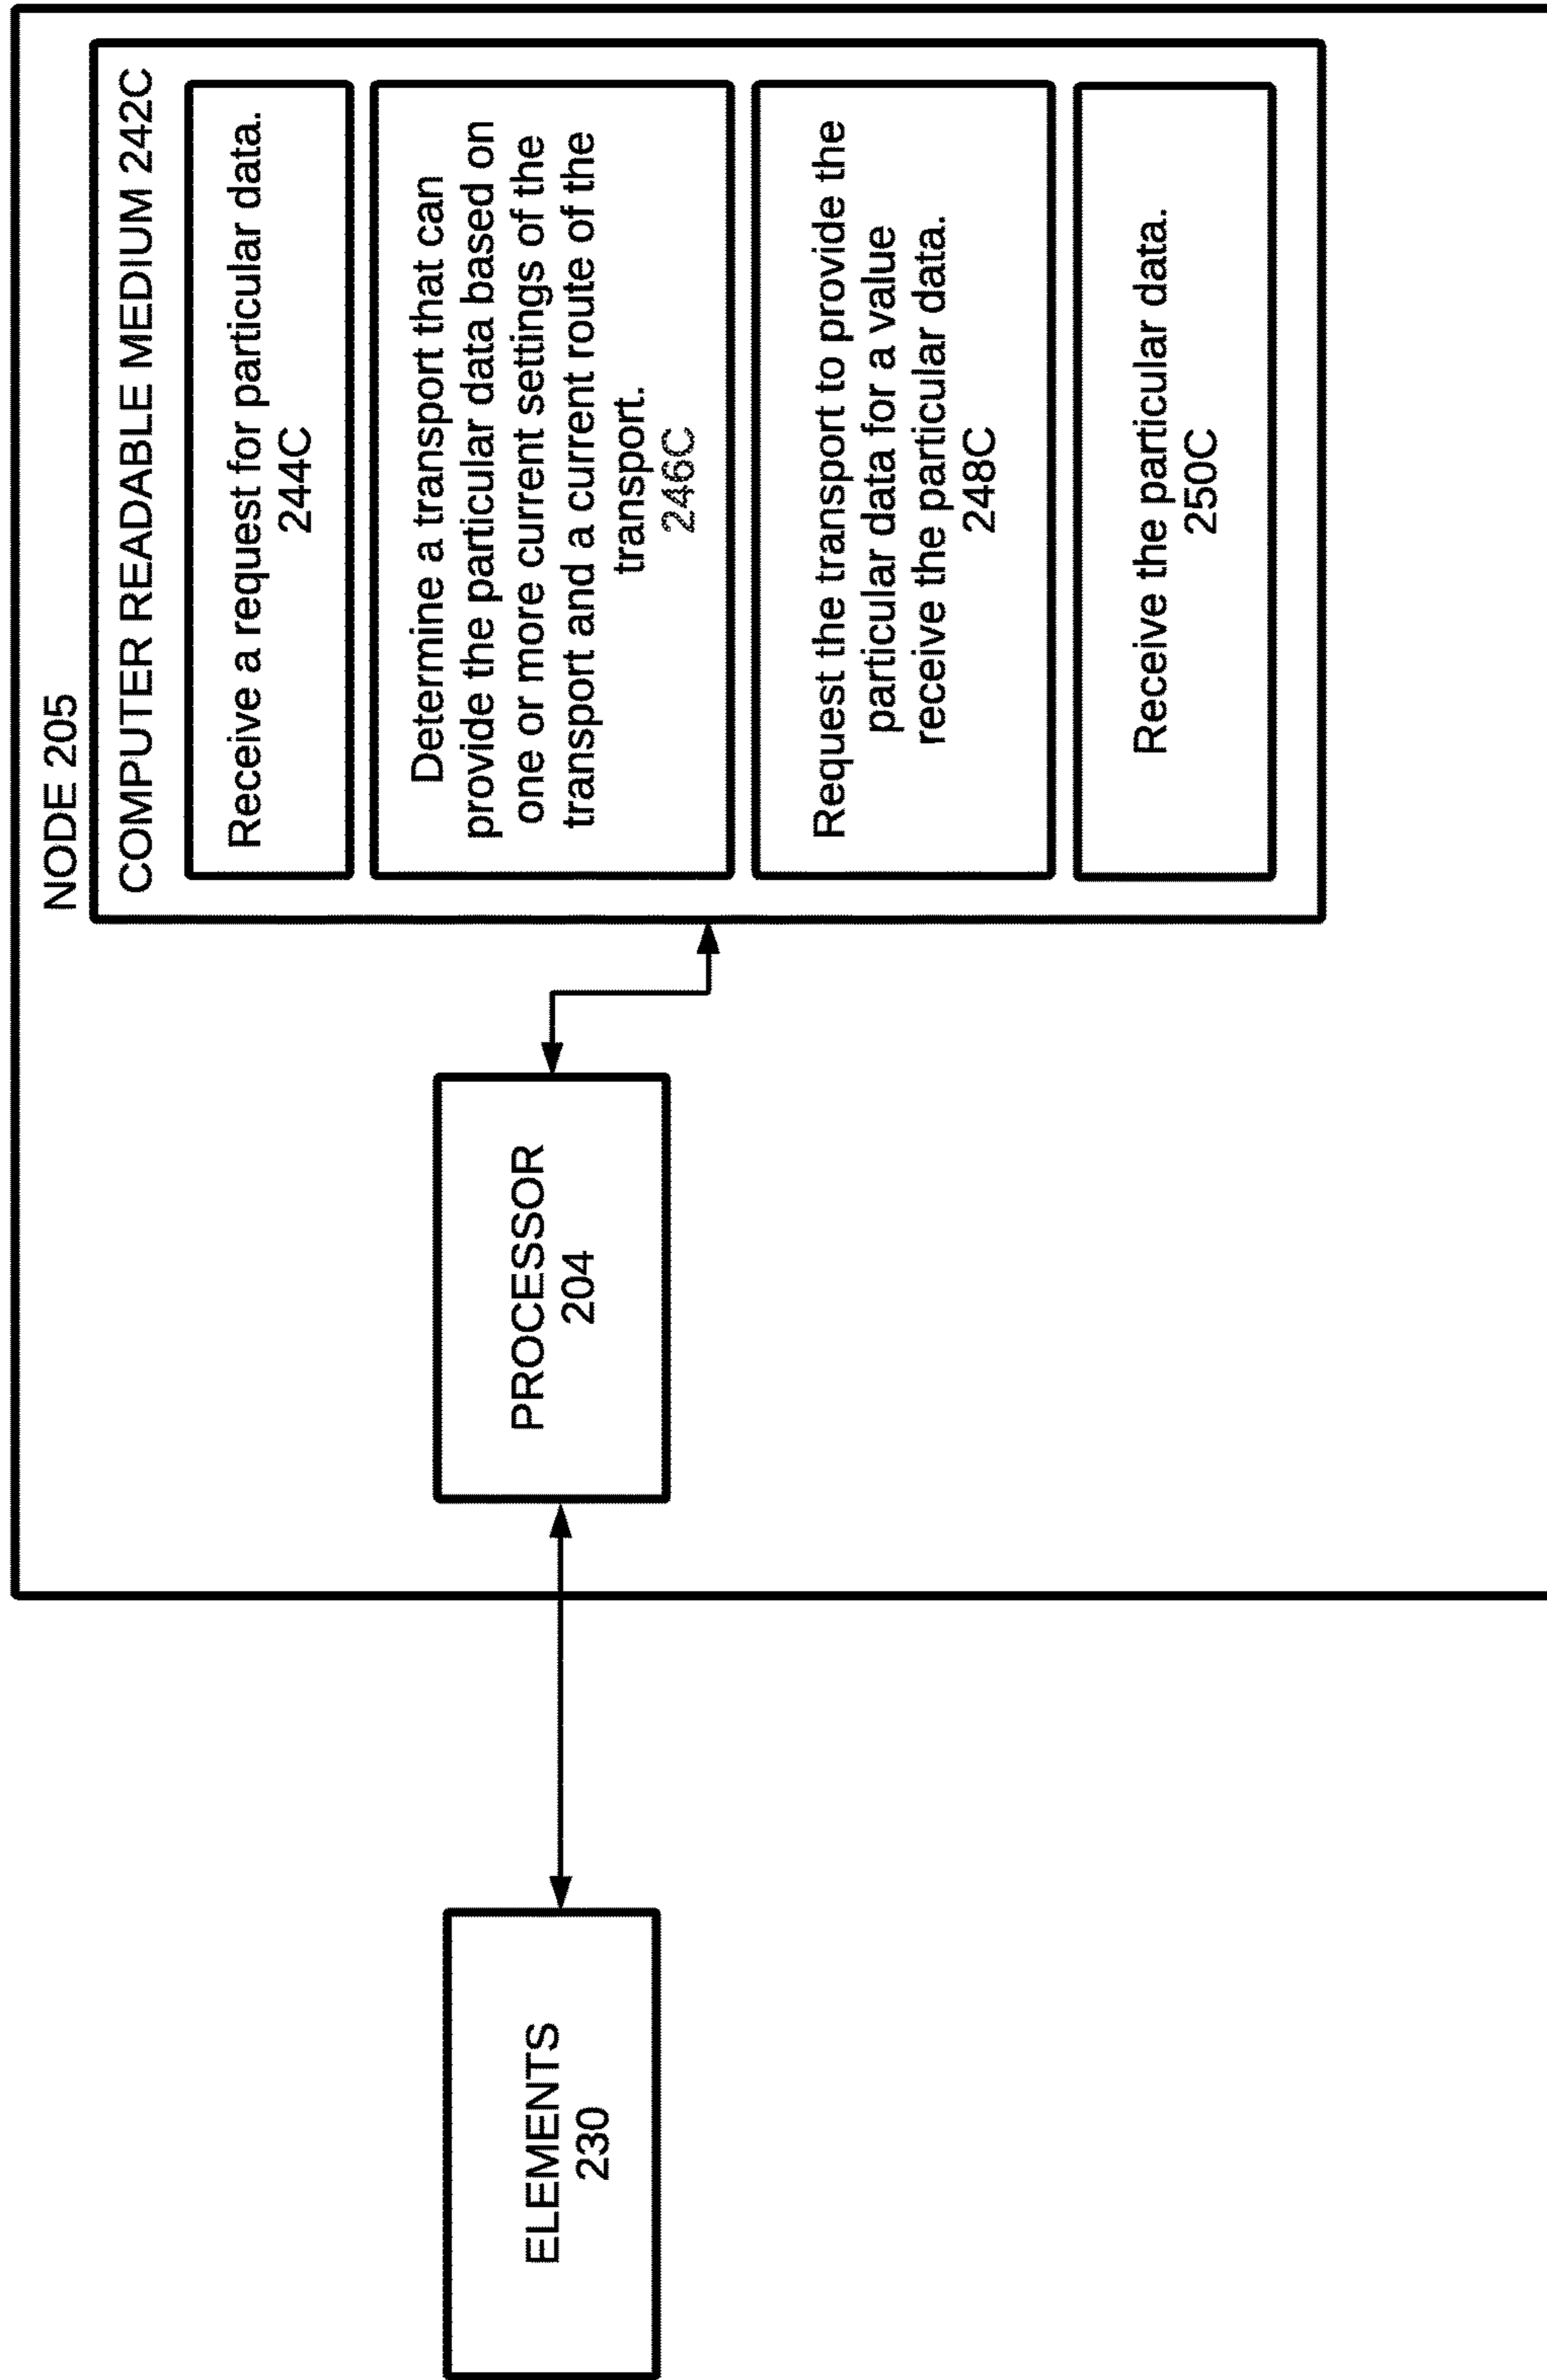 NODE 205
COMPUTER READABLE MEDIUM 242C
Receive a request for particular data.
244C
Determine a transport that can
provide the particular data based on
one or more current settings of the
transport and a current route of the
transport.
246C
Request the transport to provide the
particular data for a value
receive the particular data.
248C
Receive the particular data.
250C
PROCESSOR
204
ELEMENTS
230